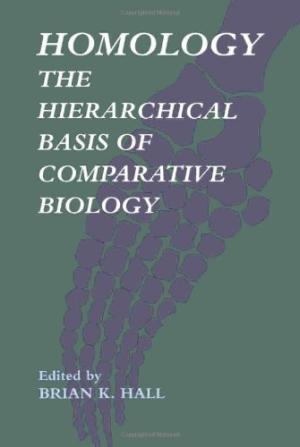 HOMOLOGY
THE
HIERARCHICAL
BASIS OF
COMPARATIVE
BIOLOGY
Edited by
BRIAN K. HALL